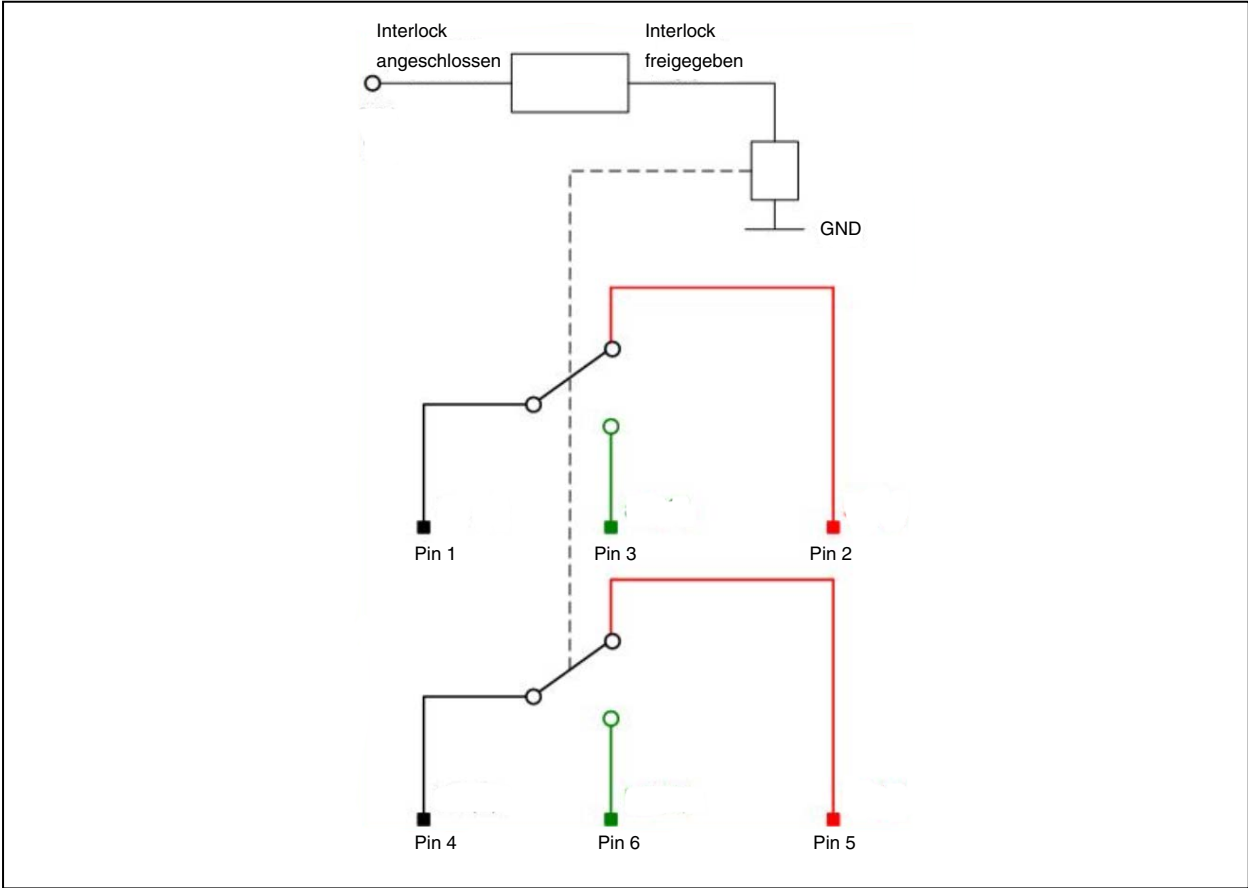 Interlock
angeschlossen
Interlock
freigegeben
GND
Pin 1
Pin 3
Pin 2
Pin 4
Pin 6
Pin 5